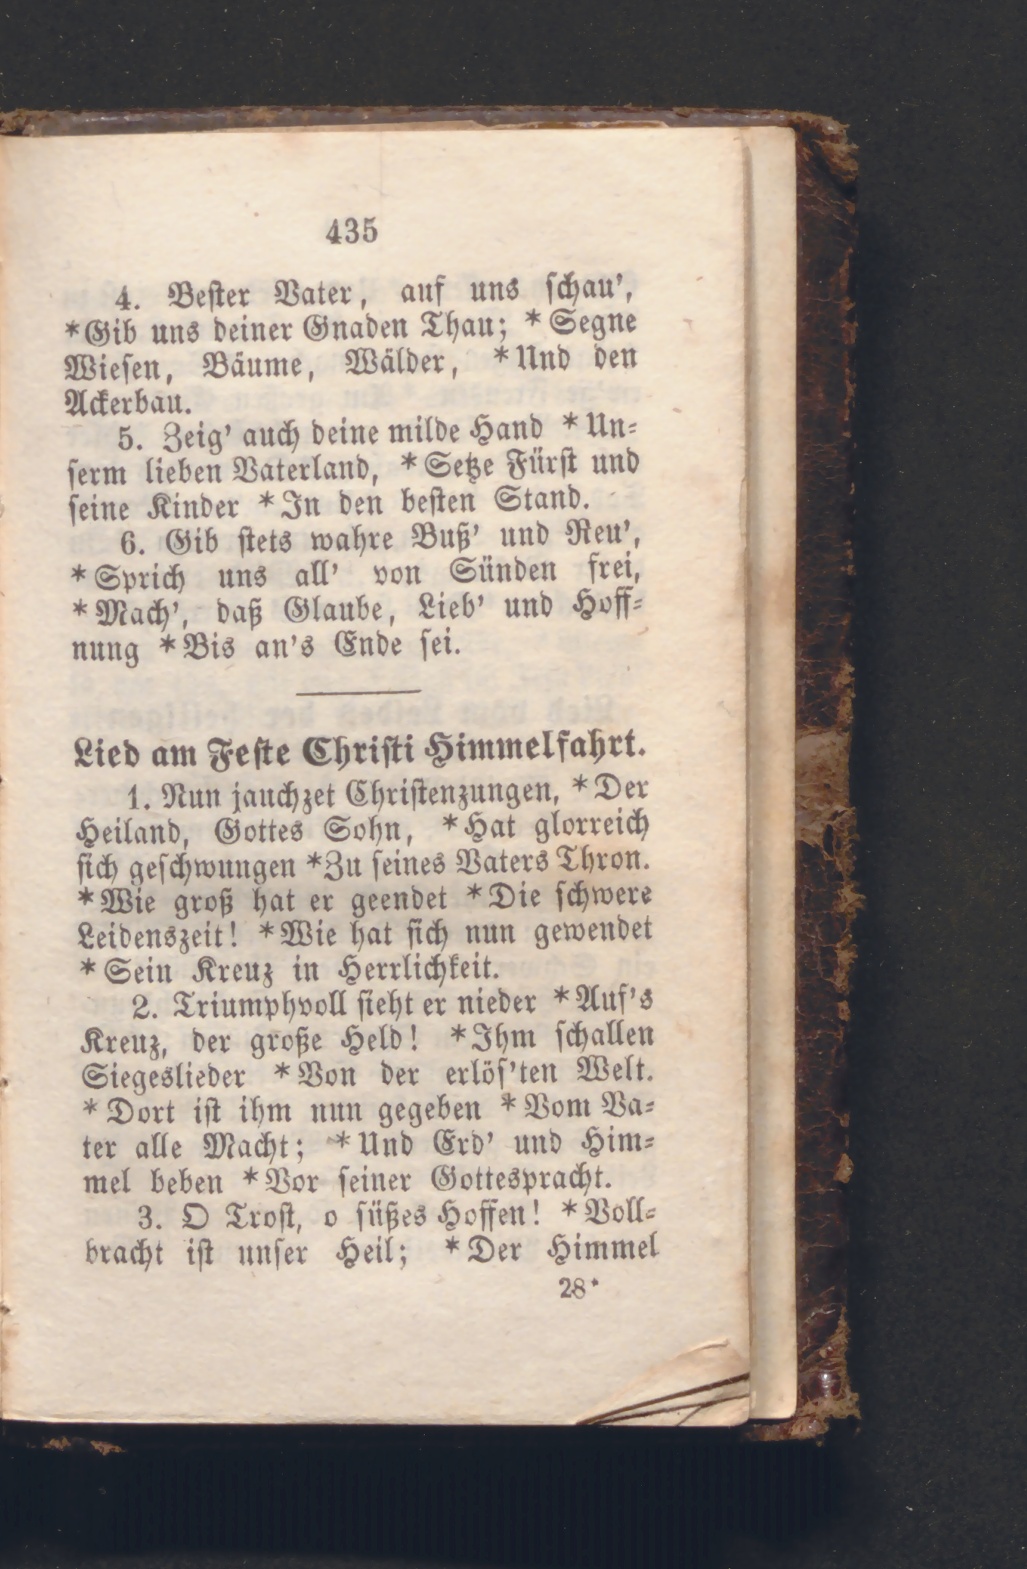 435
4. Bester Vater, auf uns schau',
*Gib uns deiner Gnaden Thau; *Segne
Wiesen, Bäume, Wälder, *Und den
Ackerbau.
5. Zeig' auch deine milde Hand *Un-
serm lieben Vaterland, *Setze Fürst und
seine Kinder *In den besten Stand.
6. Gib stets wahre Buß' und Reu',
*Sprich uns all' von Sünden frei,
*Mach', daß Glaube, Lieb' und Hoff-
nung *Bis an's Ende sei.
Lied am Feste Christi Himmelfahrt.
1. Nun jauchzet Christenzungen, *Der
Heiland, Gottes Sohn, *Hat glorreich
sich geschwungen *Zu seines Vaters Thron.
*Wie groß hat er geendet *Die schwere
Leidenszeit! *Wie hat sich nun gewendet
*Sein Kreuz in Herrlichkeit.
2. Triumphvoll sieht er nieder *Auf's
Kreuz, der große Held! *Ihm schallen
Siegeslieder *Von der erlös'ten Welt.
*Dort ist ihm nun gegeben *Vom Va-
ter alle Macht; *Und Erd' und Him-
mel beben *Vor seiner Gottespracht.
3. O Trost, o süßes Hoffen! *Voll-
bracht ist unser Heil; *Der Himmel
28*